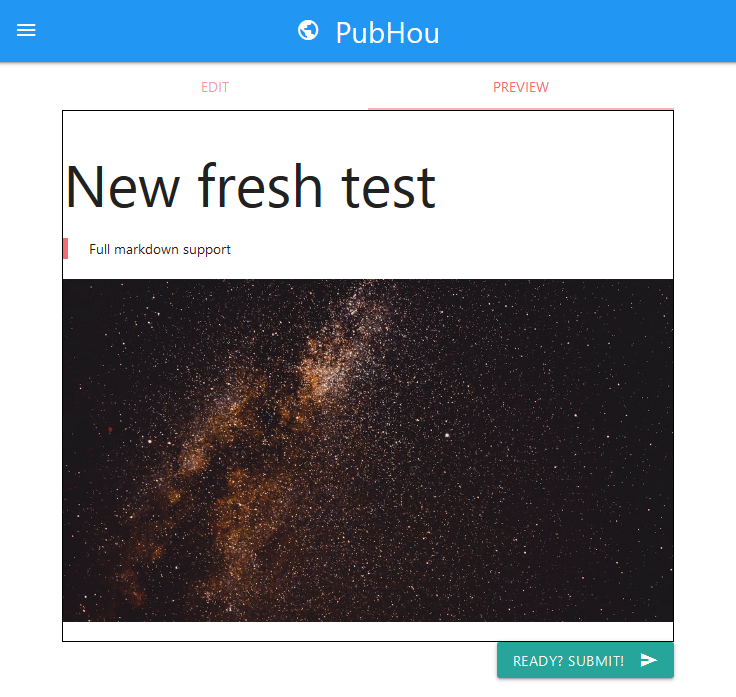 PubHou
EDIT
PREVIEW
New fresh test
Full markdown support
READY? SUBMIT!